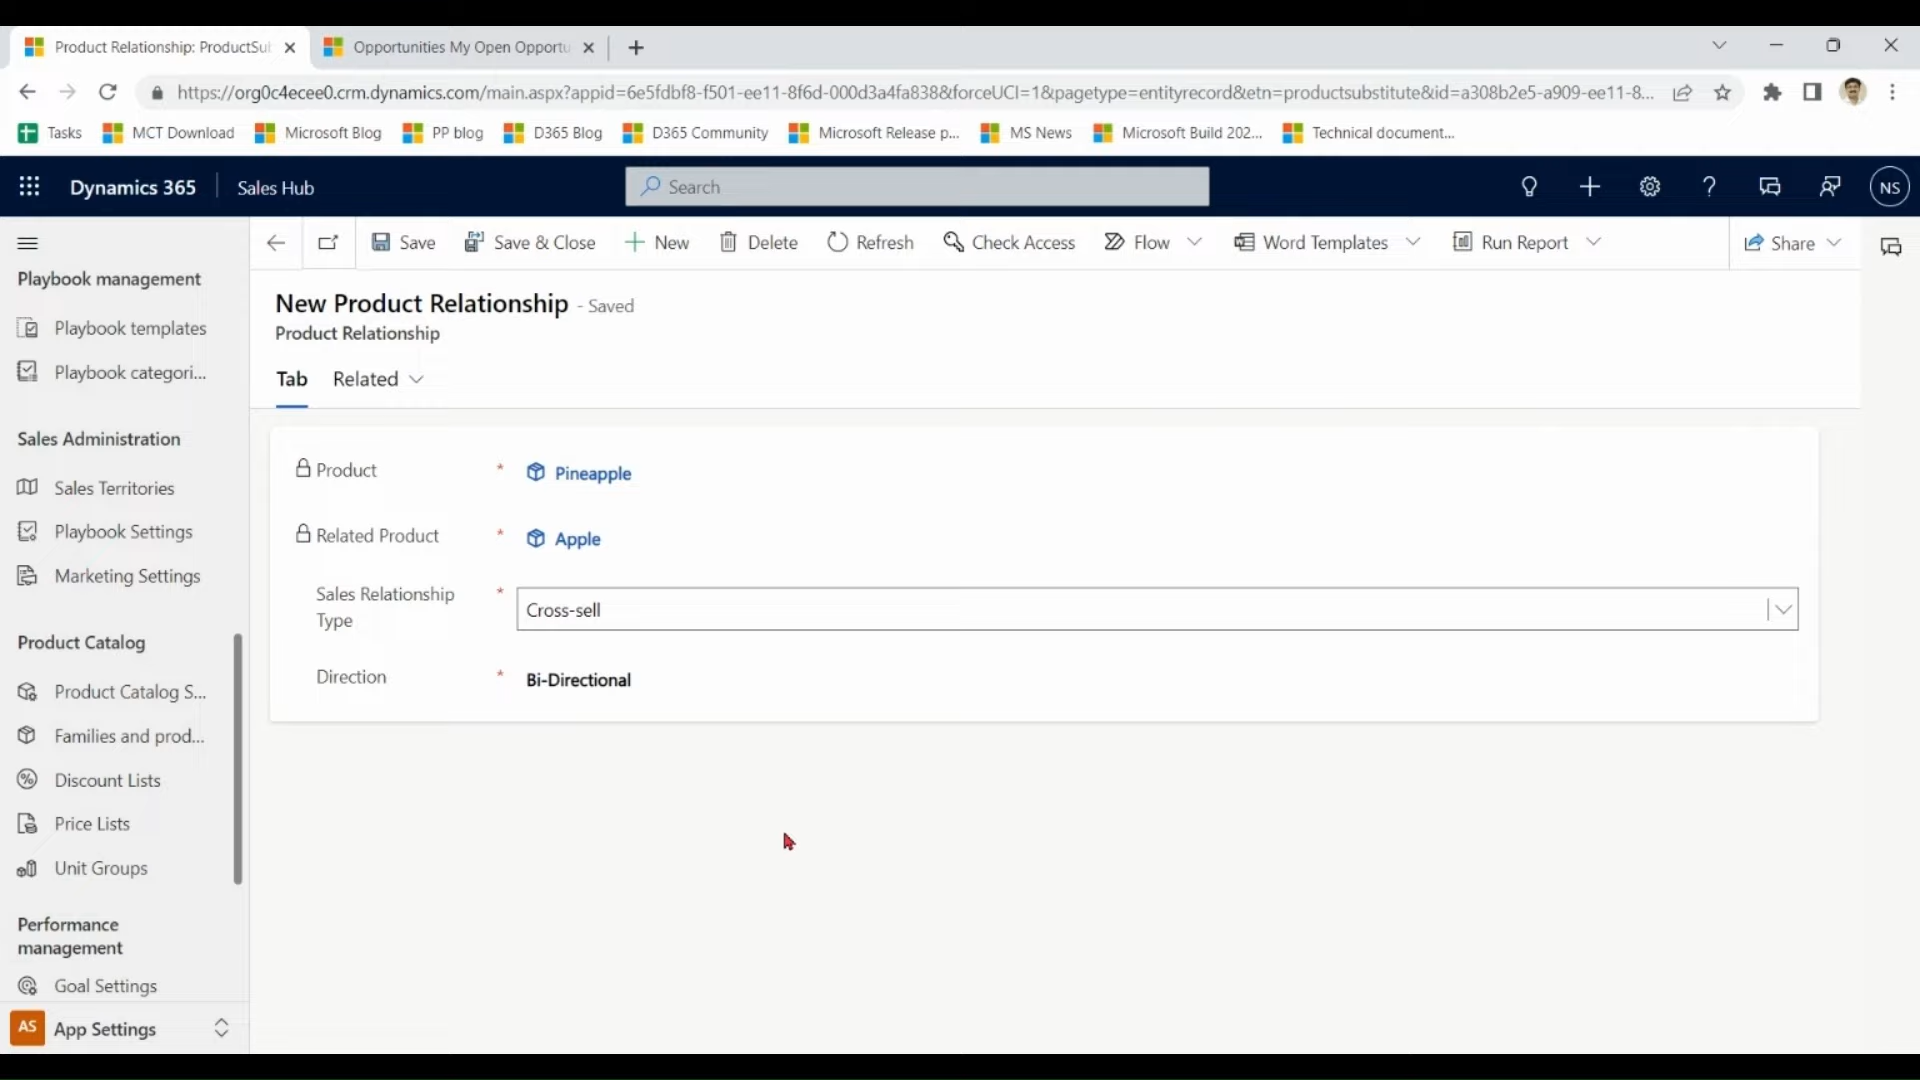 Product Relationship: ProductSub
Opportunities My Open Opportu
https://org0c4ecee0.crm.dynamics.com/main.aspx?appid=6e5fdbf8-f501-ee11-8f6d-000d3a4fa838&forceUCI=1&pagetype=entityrecord&etn=productsubstitute&id=a308b2e5-a909-ee11-8...
Tasks MCT Download Microsoft Blog PP blog D365 Blog D365 Community Microsoft Release p... MS News Microsoft Build 202... Technical document...
Dynamics 365 Sales Hub Search NS
Save Save & Close New Delete Refresh Check Access Flow Word Templates Run Report Share
Playbook management
Playbook templates
Playbook categori...
Sales Administration
Sales Territories
Playbook Settings
Marketing Settings
Product Catalog
Product Catalog S...
Families and prod...
Discount Lists
Price Lists
Unit Groups
Performance
management
Goal Settings
AS App Settings
New Product Relationship - Saved
Product Relationship
Tab Related
Product * Pineapple
Related Product * Apple
Sales Relationship
Type
* Cross-sell
Direction * Bi-Directional